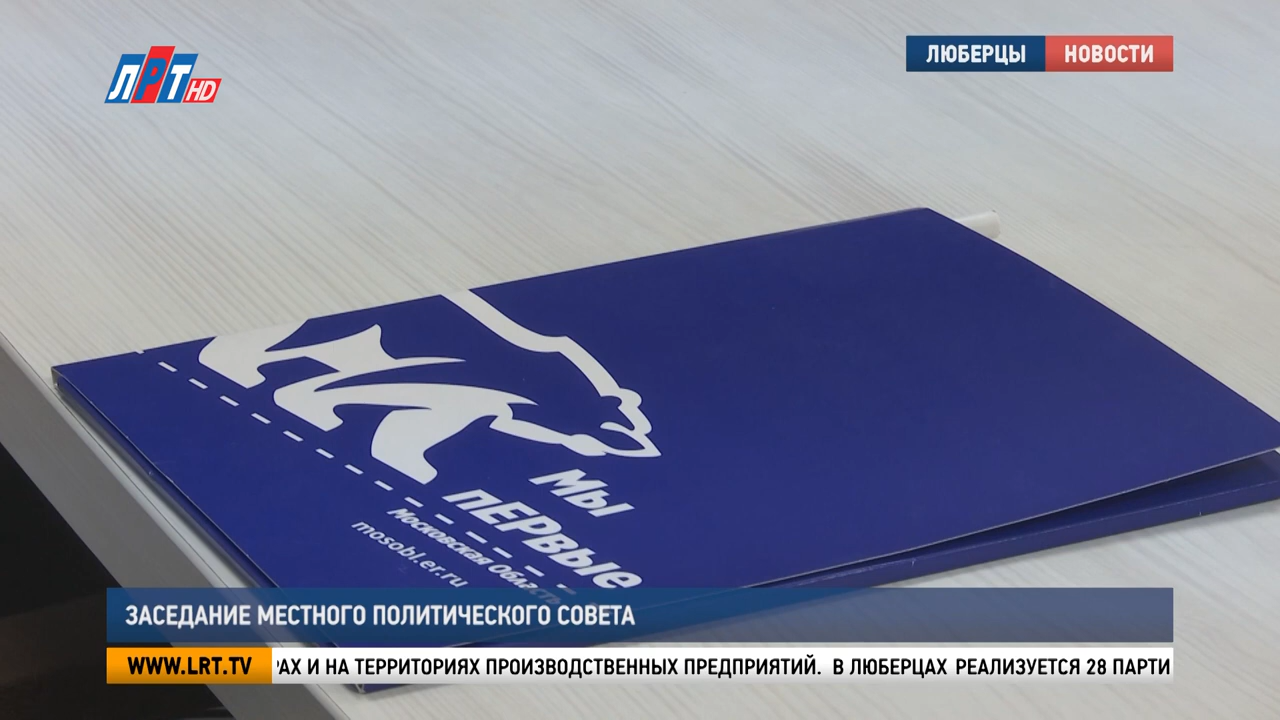 ЛРТ HD
ЛЮБЕРЦЫ НОВОСТИ
Мы
пЕРвые
Московская Область
mosobl.er.ru
ЗАСЕДАНИЕ МЕСТНОГО ПОЛИТИЧЕСКОГО СОВЕТА
WWW.LRT.TV
РАХ И НА ТЕРРИТОРИЯХ ПРОИЗВОДСТВЕННЫХ ПРЕДПРИЯТИЙ. В ЛЮБЕРЦАХ РЕАЛИЗУЕТСЯ 28 ПАРТИ